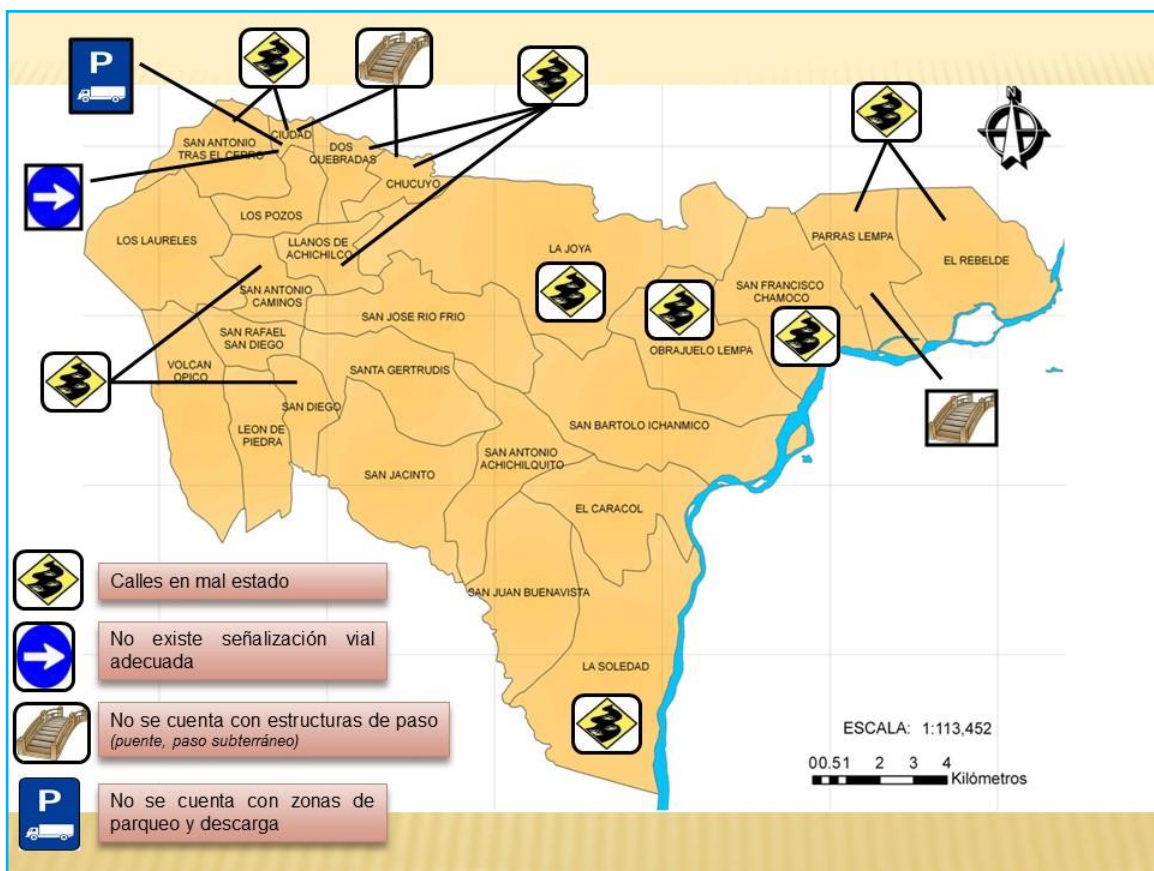 P
N
CIUDAD
SAN ANTONIO
TRAS EL CERRO
DOS
QUEBRADAS
CHUCUYO
LOS POZOS
LOS LAURELES
LLANOS DE
ACHICHILCO
LA JOYA
PARRAS LEMPA
EL REBELDE
SAN ANTONIO
CAMINOS
SAN FRANCISCO
CHAMOCO
SAN JOSE RIO FRIO
SAN RAFAEL
SAN DIEGO
OBRAJUELO LEMPA
VOLCAN
OPICO
SANTA GERTRUDIS
SAN DIEGO
LEON DE
PIEDRA
SAN BARTOLO ICHANMICO
SAN ANTONIO
ACHICHILQUITO
SAN JACINTO
EL CARACOL
SAN JUAN BUENAVISTA
LA SOLEDAD
Calles en mal estado
No existe señalización vial
adecuada
No se cuenta con estructuras de paso
(puente, paso subterráneo)
P
No se cuenta con zonas de
parqueo y descarga
ESCALA: 1:113,452
00.51 2 3 4
Kilómetros